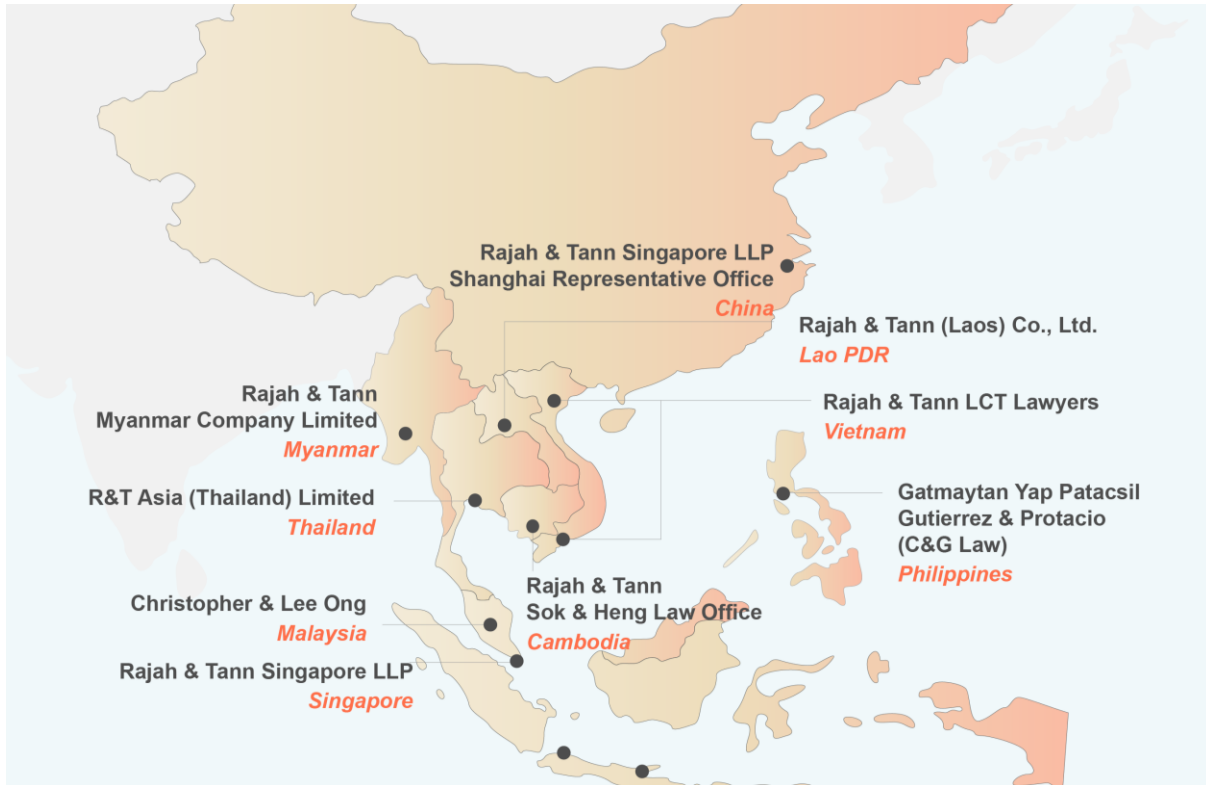 Rajah & Tann Singapore LLP
Shanghai Representative Office
China
Rajah & Tann (Laos) Co., Ltd.
Lao PDR
Rajah & Tann
Myanmar Company Limited
Myanmar
Rajah & Tann LCT Lawyers
Vietnam
R&T Asia (Thailand) Limited
Thailand
Gatmaytan Yap Patacsil
Gutierrez & Protacio
(C&G Law)
Philippines
Rajah & Tann
Sok & Heng Law Office
Cambodia
Christopher & Lee Ong
Malaysia
Rajah & Tann Singapore LLP
Singapore